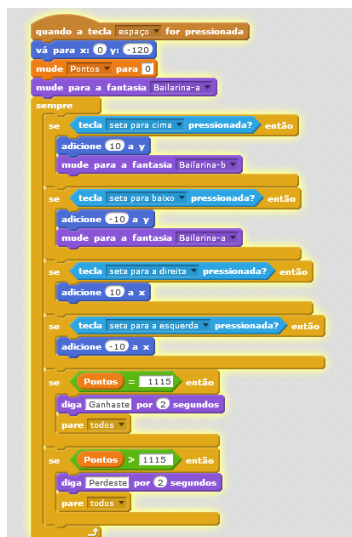 quando a tecla espaço for pressionada
vá para x: 0 y: -120
mude Pontos para 0
mude para a fantasia Bailarina-a
sempre
se tecla seta para cima pressionada? então
adicione 10 a y
mude para a fantasia Bailarina-b
se tecla seta para baixo pressionada? então
adicione -10 a y
mude para a fantasia Bailarina-a
se tecla seta para a direita pressionada? então
adicione 10 a x
se tecla seta para a esquerda pressionada? então
adicione -10 a x
se Pontos = 1115 então
diga Ganhaste por 2 segundos
pare todos
se Pontos > 1115 então
diga Perdeste por 2 segundos
pare todos